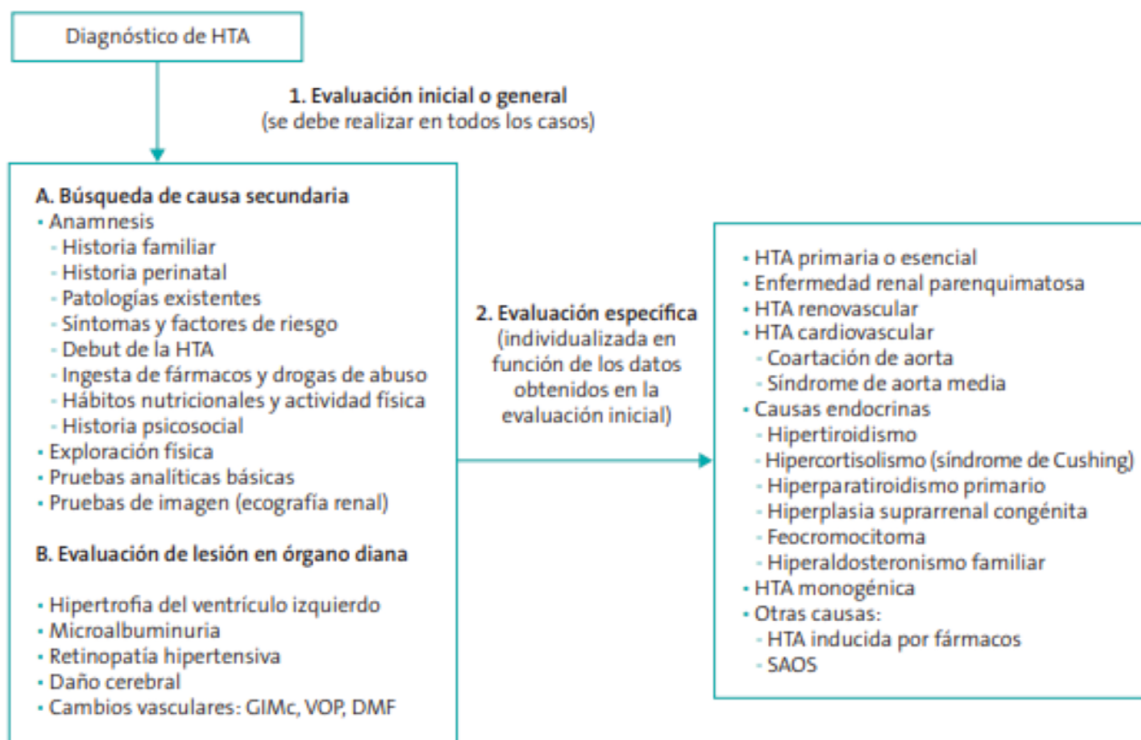 Diagnóstico de HTA
1. Evaluación inicial o general
(se debe realizar en todos los casos)
A. Búsqueda de causa secundaria
• Anamnesis
- Historia familiar
- Historia perinatal
- Patologías existentes
- Síntomas y factores de riesgo
- Debut de la HTA
- Ingesta de fármacos y drogas de abuso
- Hábitos nutricionales y actividad física
- Historia psicosocial
• Exploración física
• Pruebas analíticas básicas
• Pruebas de imagen (ecografía renal)
B. Evaluación de lesión en órgano diana
• Hipertrofia del ventrículo izquierdo
• Microalbuminuria
• Retinopatía hipertensiva
• Daño cerebral
• Cambios vasculares: GIMc, VOP, DMF
2. Evaluación específica
(individualizada en
función de los datos
obtenidos en la
evaluación inicial)
• HTA primaria o esencial
• Enfermedad renal parenquimatosa
• HTA renovascular
• HTA cardiovascular
- Coartación de aorta
- Síndrome de aorta media
• Causas endocrinas
- Hipertiroidismo
- Hipercortisolismo (síndrome de Cushing)
- Hiperparatiroidismo primario
- Hiperplasia suprarrenal congénita
- Feocromocitoma
- Hiperaldosteronismo familiar
• HTA monogénica
• Otras causas:
- HTA inducida por fármacos
- SAOS